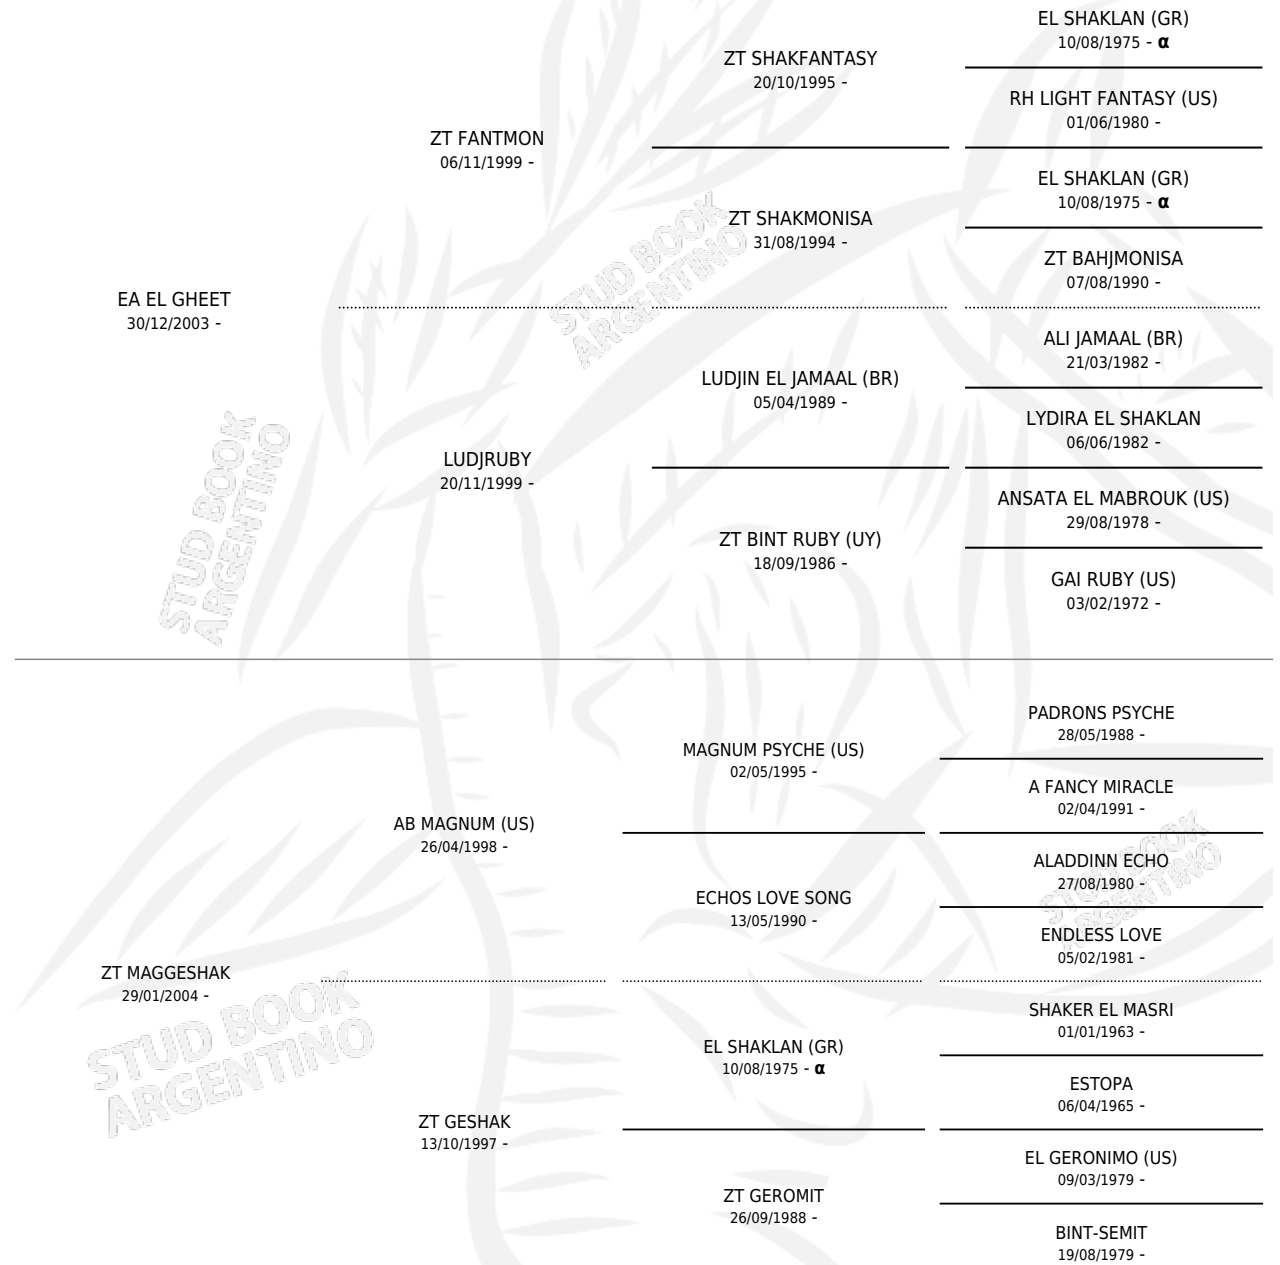 EL SHAKLAN (GR)
10/08/1975 - α
ZT SHAKFANTASY
20/10/1995 -
RH LIGHT FANTASY (US)
01/06/1980 -
ZT FANTMON
06/11/1999 -
EL SHAKLAN (GR)
10/08/1975 - α
ZT SHAKMONISA
31/08/1994 -
ZT BAHJMONISA
07/08/1990 -
EA EL GHEET
30/12/2003 -
ALI JAMAAL (BR)
21/03/1982 -
LUDJIN EL JAMAAL (BR)
05/04/1989 -
LYDIRA EL SHAKLAN
06/06/1982 -
LUDJRUBY
20/11/1999 -
ANSATA EL MABROUK (US)
29/08/1978 -
ZT BINT RUBY (UY)
18/09/1986 -
GAI RUBY (US)
03/02/1972 -
STUD BOOK
ARGENTINO
STUD BOOK
ARGENTINO
PADRONS PSYCHE
28/05/1988 -
MAGNUM PSYCHE (US)
02/05/1995 -
A FANCY MIRACLE
02/04/1991 -
AB MAGNUM (US)
26/04/1998 -
ALADDINN ECHO
27/08/1980 -
ECHOS LOVE SONG
13/05/1990 -
ENDLESS LOVE
05/02/1981 -
ZT MAGGESHAK
29/01/2004 -
SHAKER EL MASRI
01/01/1963 -
EL SHAKLAN (GR)
10/08/1975 - α
ESTOPA
06/04/1965 -
ZT GESHAK
13/10/1997 -
EL GERONIMO (US)
09/03/1979 -
ZT GEROMIT
26/09/1988 -
BINT-SEMIT
19/08/1979 -
STUD BOOK
ARGENTINO
STUD BOOK
ARGENTINO